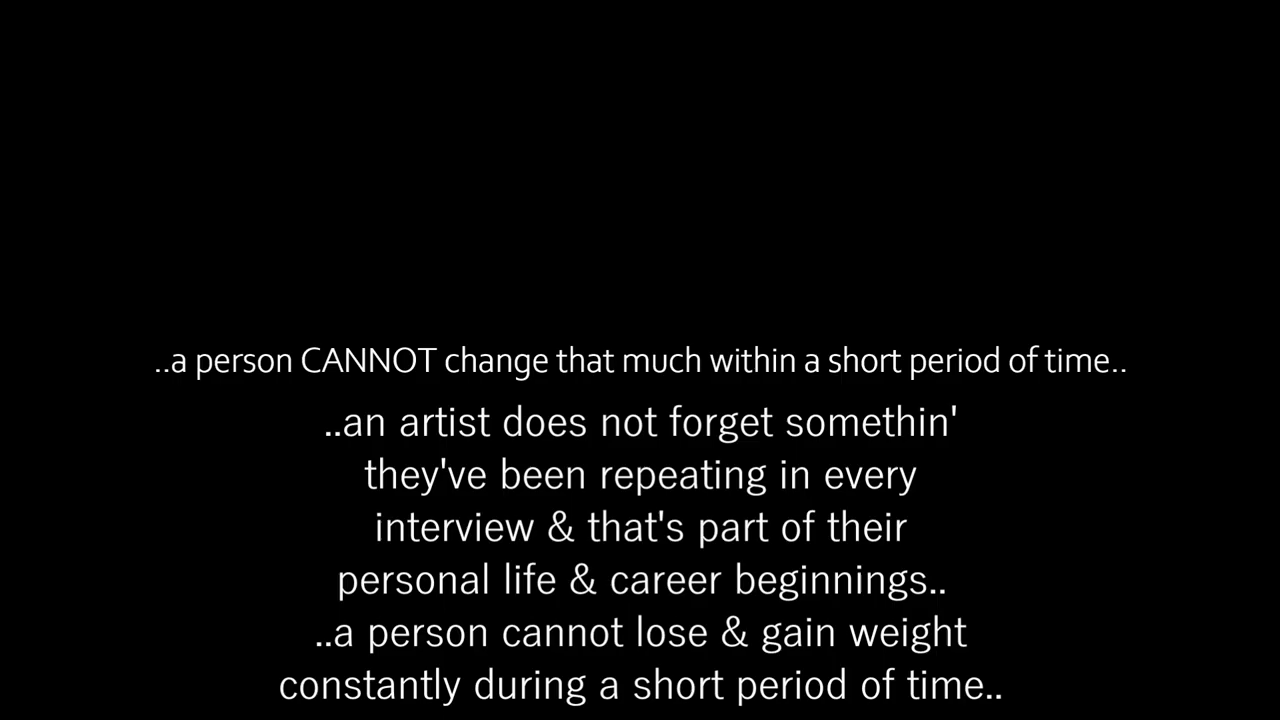 ..a person CANNOT change that much within a short period of time..
..an artist does not forget somethin'
they've been repeating in every
interview & that's part of their
personal life & career beginnings..
..a person cannot lose & gain weight
constantly during a short period of time..